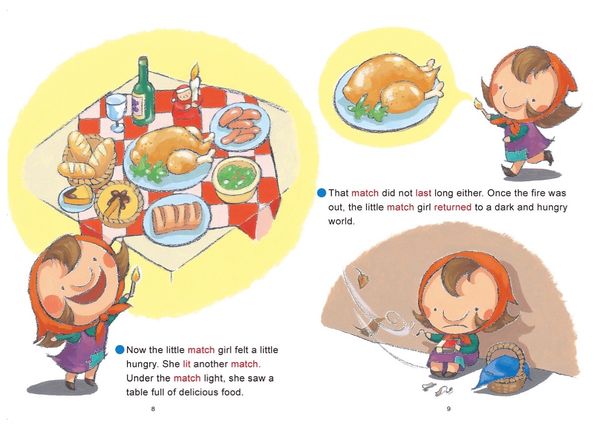 Now the little match girl felt a little
hungry. She lit another match.
Under the match light, she saw a
table full of delicious food.
8
That match did not last long either. Once the fire was
out, the little match girl returned to a dark and hungry
world.
9